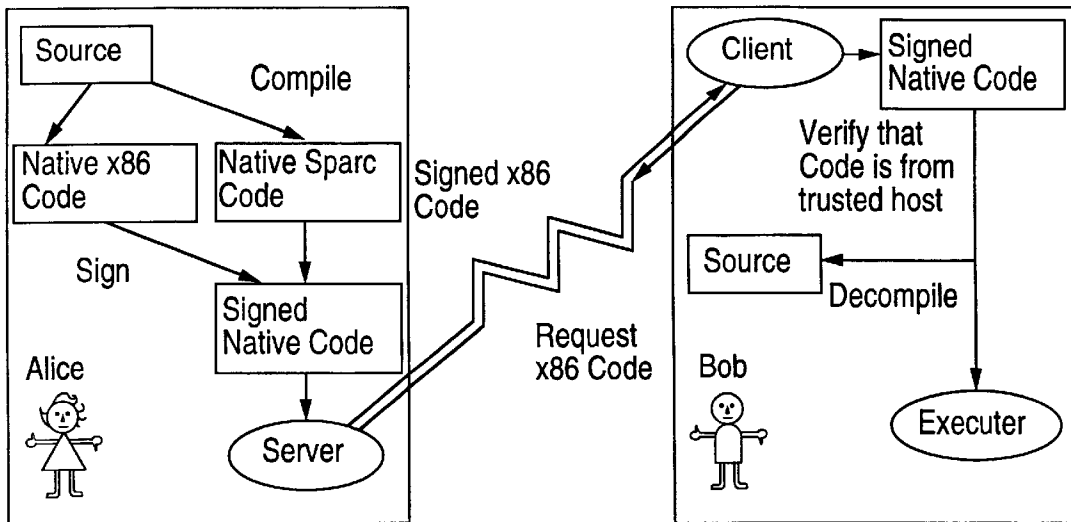 Source
Compile
Native x86
Code
Native Sparc
Code
Sign
Signed
Native Code
Alice
Server
Signed x86
Code
Request
x86 Code
Client
Signed
Native Code
Verify that
Code is from
trusted host
Source
Decompile
Bob
Executer